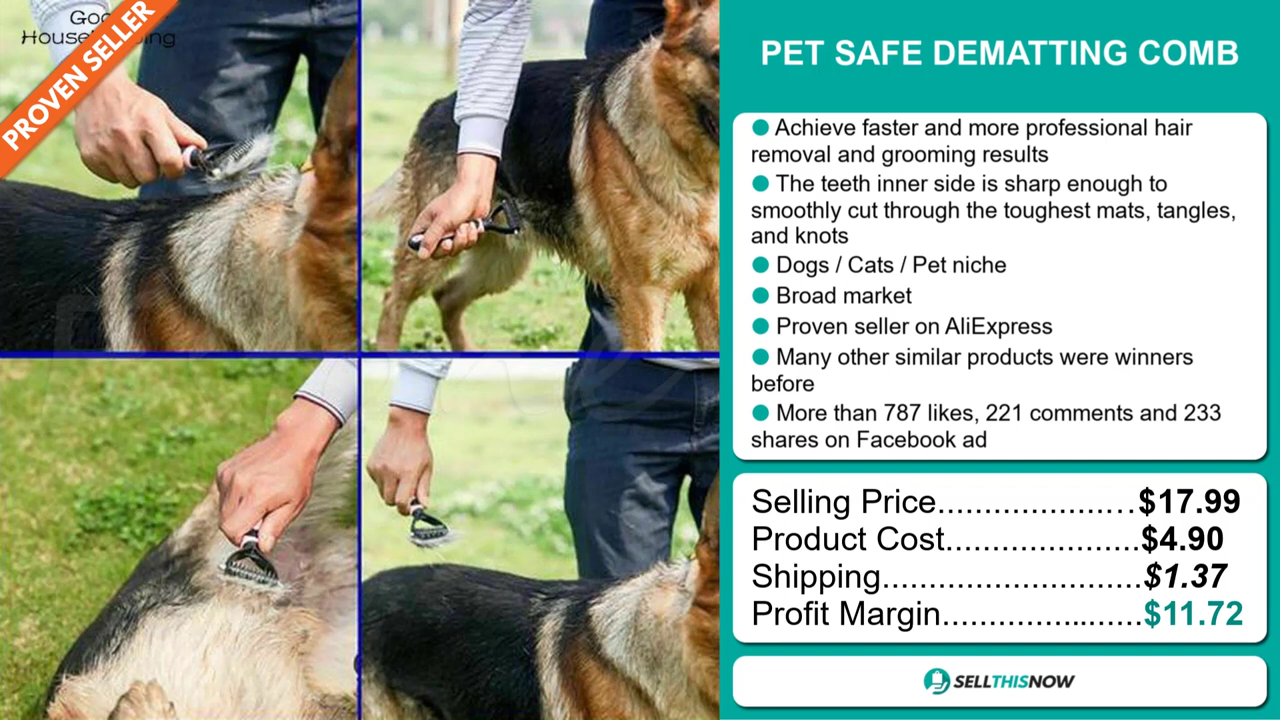 Goo
House ing
PROVEN SELLER
PET SAFE DEMATTING COMB
● Achieve faster and more professional hair
removal and grooming results
● The teeth inner side is sharp enough to
smoothly cut through the toughest mats, tangles,
and knots
● Dogs / Cats / Pet niche
● Broad market
● Proven seller on AliExpress
● Many other similar products were winners
before
● More than 787 likes, 221 comments and 233
shares on Facebook ad
Selling Price......................$17.99
Product Cost......................$4.90
Shipping.............................$1.37
Profit Margin.......................$11.72
SELLTHISNOW